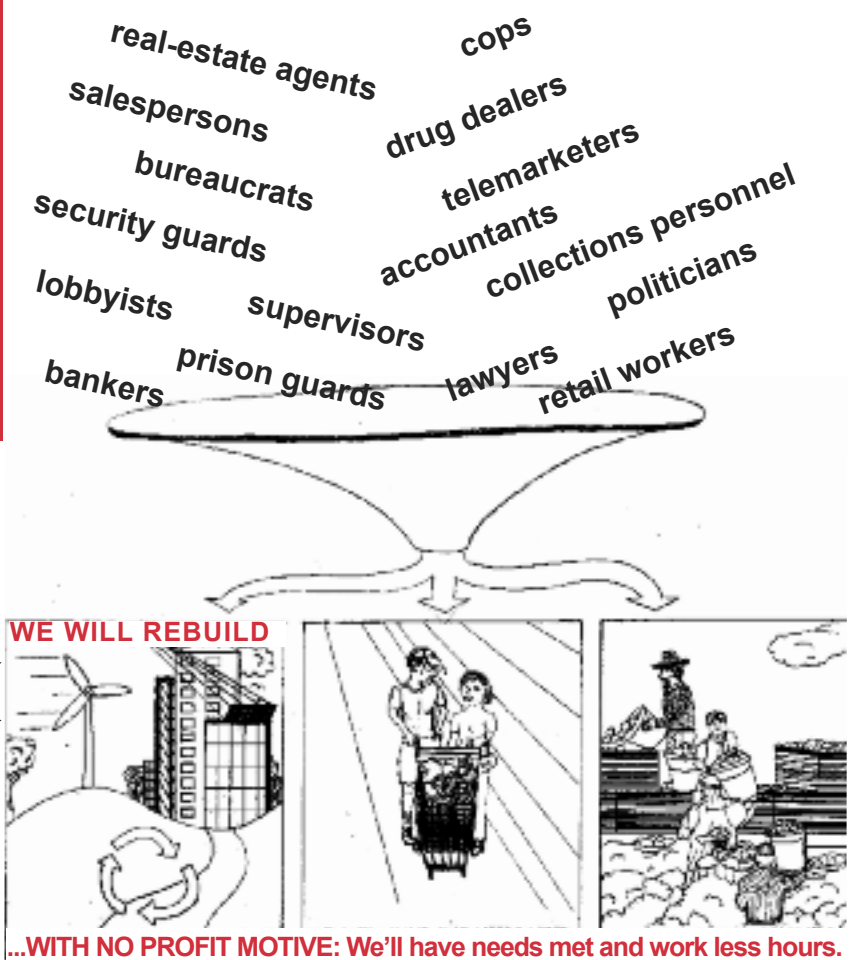 real-estate agents
cops
salespersons
drug dealers
bureaucrats
telemarketers
security guards
accountants
collections personnel
lobbyists
supervisors
politicians
bankers
prison guards
lawyers
retail workers
WE WILL REBUILD
...WITH NO PROFIT MOTIVE: We'll have needs met and work less hours.